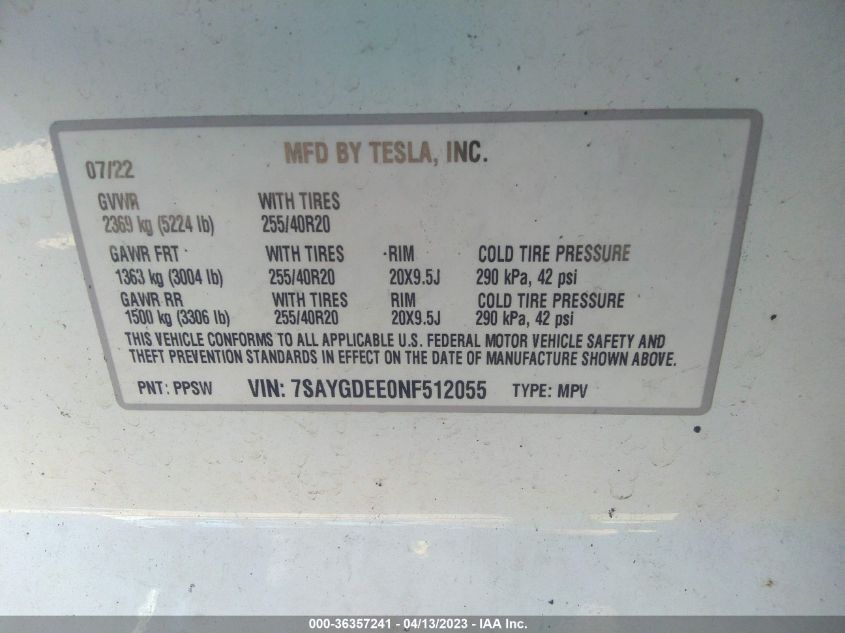 MFD BY TESLA, INC.
07/22
GVWR WITH TIRES
2369 kg (5224 lb) 255/40R20
GAWR FRT WITH TIRES RIM COLD TIRE PRESSURE
1363 kg (3004 lb) 255/40R20 20X9.5J 290 kPa, 42 psi
GAWR RR WITH TIRES RIM COLD TIRE PRESSURE
1500 kg (3306 lb) 255/40R20 20X9.5J 290 kPa, 42 psi
THIS VEHICLE CONFORMS TO ALL APPLICABLE U.S. FEDERAL MOTOR VEHICLE SAFETY AND
THEFT PREVENTION STANDARDS IN EFFECT ON THE DATE OF MANUFACTURE SHOWN ABOVE.
PNT: PPSW VIN: 7SAYGDEE0NF512055 TYPE: MPV
000-36357241 - 04/13/2023 - IAA Inc.